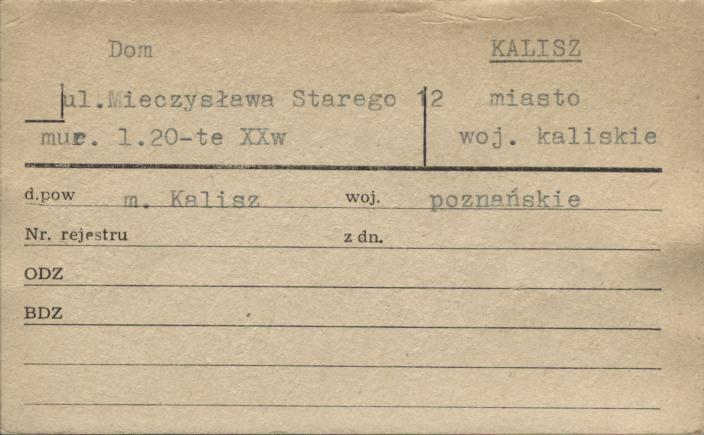 Dom KALISZ
ul.Mieczysława Starego 12 miasto
mur. l.20-te XXw woj. kaliskie
d.pow m. Kalisz woj. poznańskie
Nr. rejestru z dn.
ODZ
BDZ